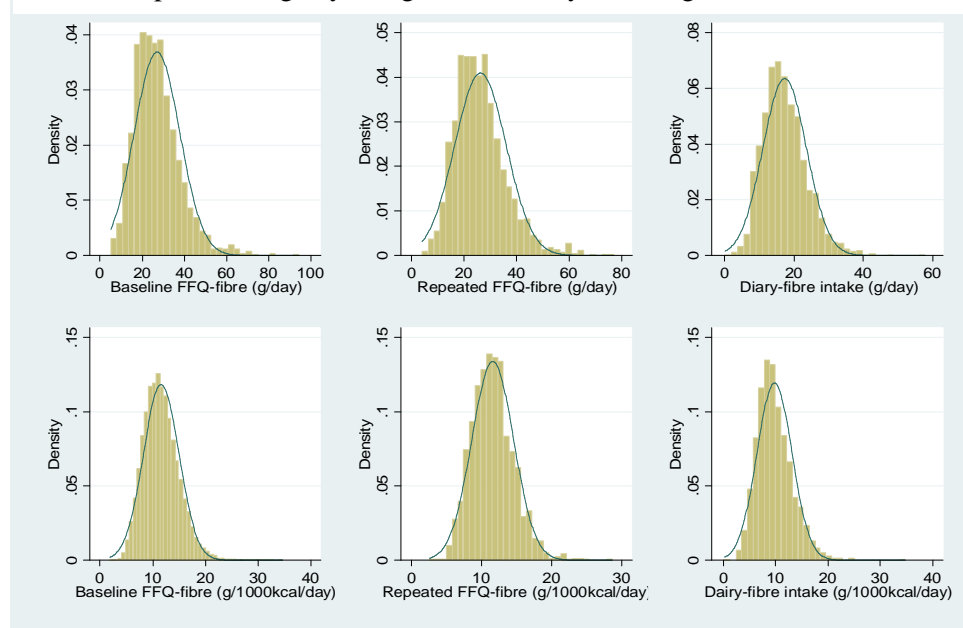 .04
.03
.02
.01
0
Density
0 20 40 60 80 100
Baseline FFQ-fibre (g/day)
.05
.04
.03
.02
.01
0
Density
0 20 40 60 80
Repeated FFQ-fibre (g/day)
.08
.06
.04
.02
0
Density
0 20 40 60
Diary-fibre intake (g/day)
.15
.1
.05
0
Density
0 10 20 30 40
Baseline FFQ-fibre (g/1000kcal/day)
.15
.1
.05
0
Density
0 10 20 30
Repeated FFQ-fibre (g/1000kcal/day)
.15
.1
.05
0
Density
0 10 20 30 40
Dairy-fibre intake (g/1000kcal/day)